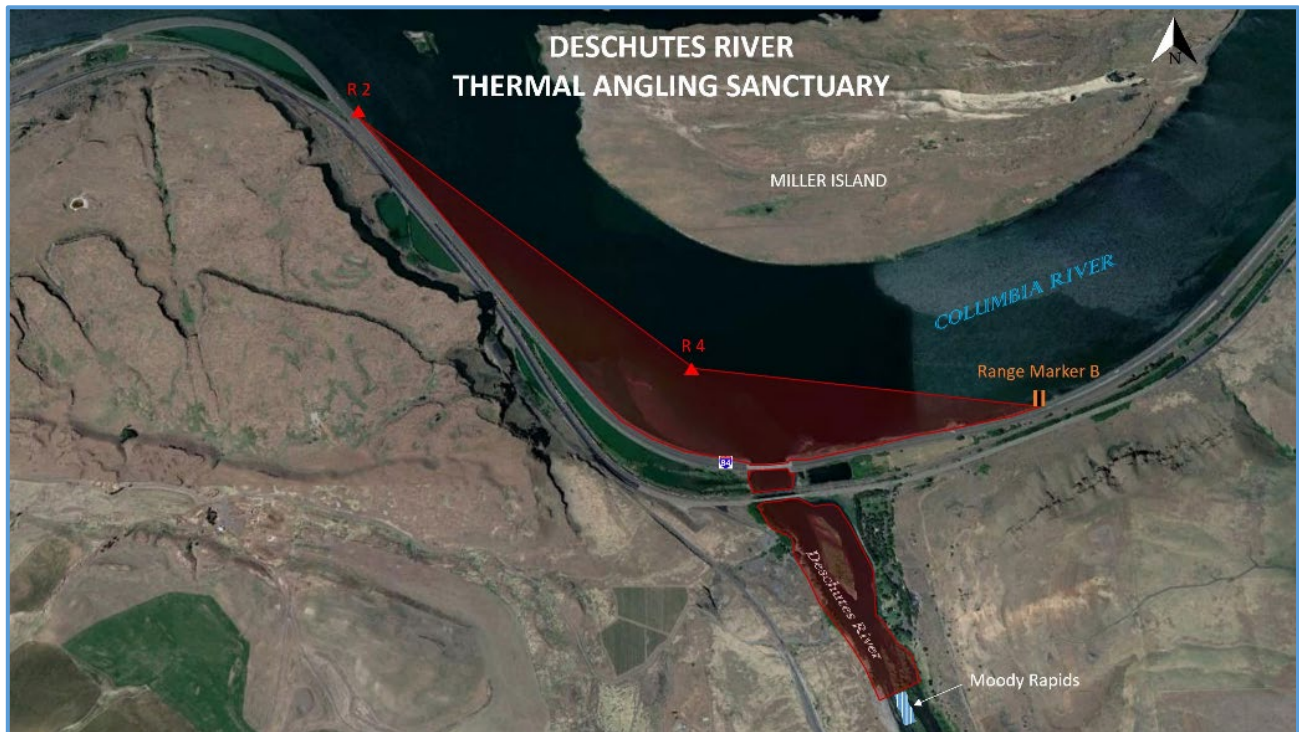 DESCHUTES RIVER
THERMAL ANGLING SANCTUARY
N
R 2
MILLER ISLAND
COLUMBIA RIVER
R 4
Range Marker B
84
Deschutes River
Moody Rapids